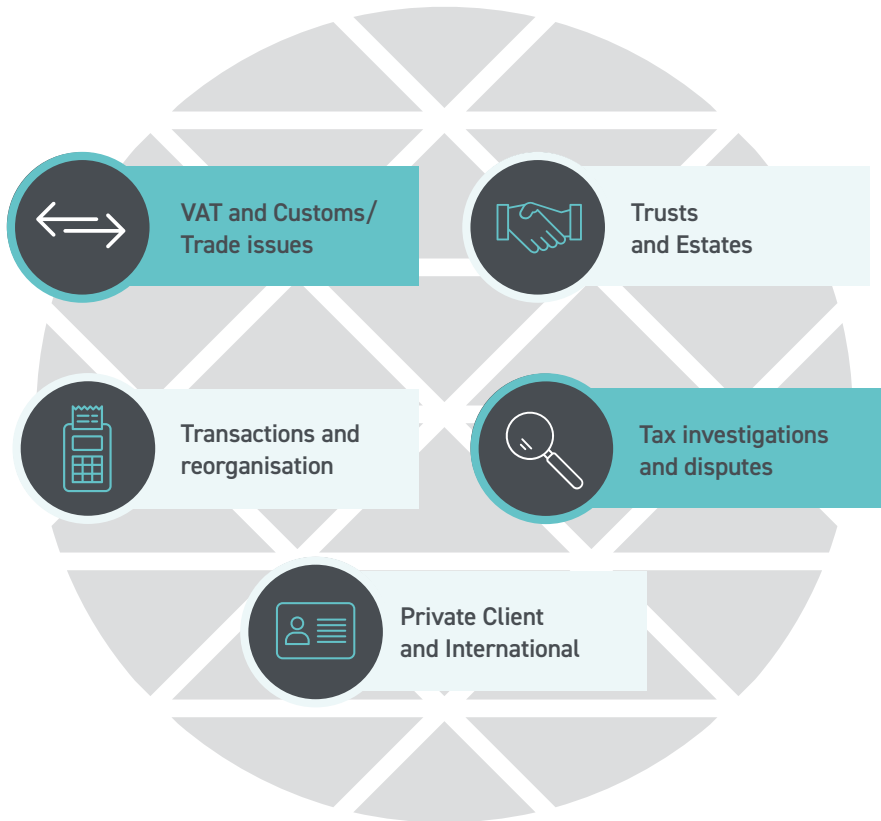 VAT and Customs/
Trade issues
Trusts
and Estates
Transactions and
reorganisation
Tax investigations
and disputes
Private Client
and International